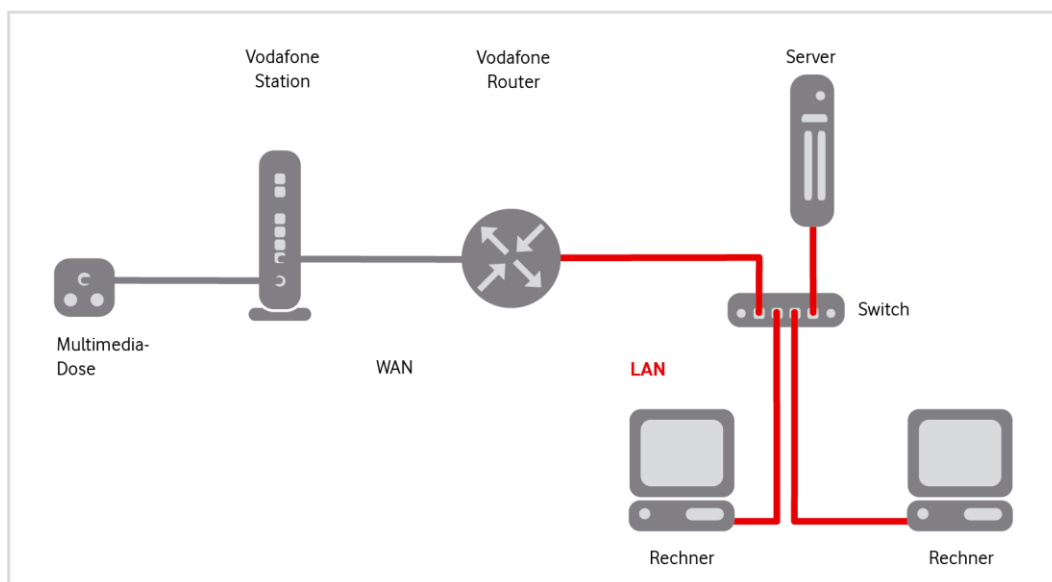 Vodafone
Station
Vodafone
Router
Server
Switch
Multimedia-
Dose
WAN
LAN
Rechner
Rechner